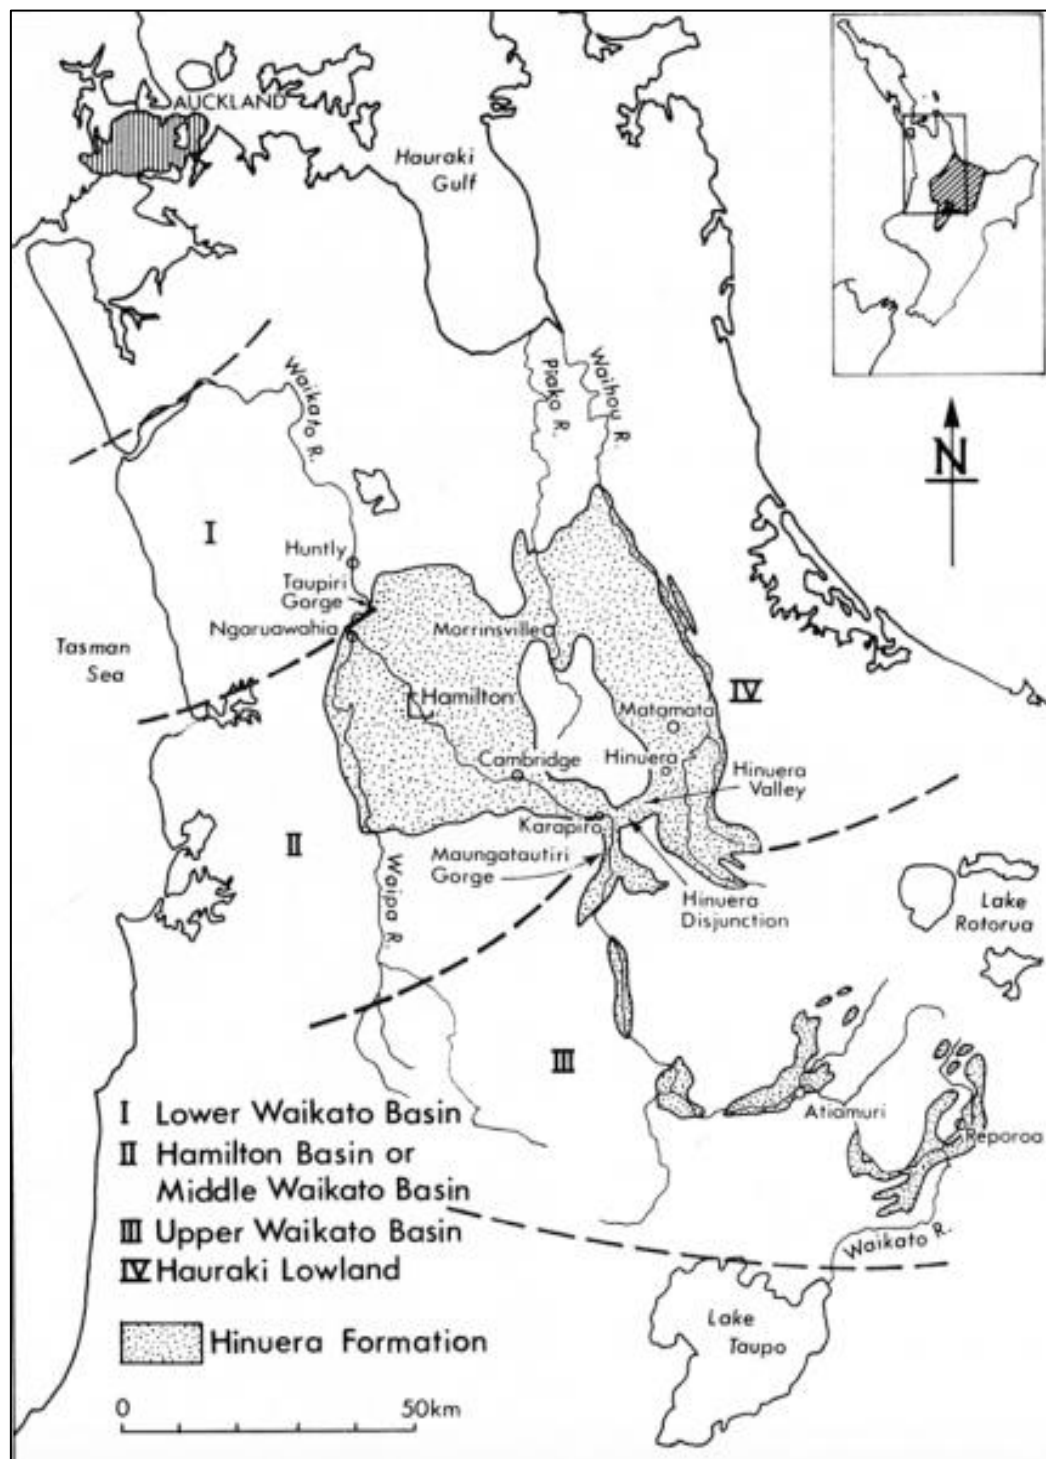 AUCKLAND
Hauraki
Gulf
Waikato R.
Piako R.
Waihou R.
N
I
Huntly
Taupiri
Gorge
Ngaruawahia
Morrinsville
Tasman
Sea
IV
Hamilton
Matamata
Cambridge
Hinuera
Hinuera
Valley
II
Karapiro
Maungatautiri
Gorge
Waipa R.
Hinuera
Disjunction
Lake
Rotorua
III
Atiamuri
Reporoa
I Lower Waikato Basin
II Hamilton Basin or
Middle Waikato Basin
III Upper Waikato Basin
IV Hauraki Lowland
Waikato R.
Lake
Taupo
Hinuera Formation
0 50km